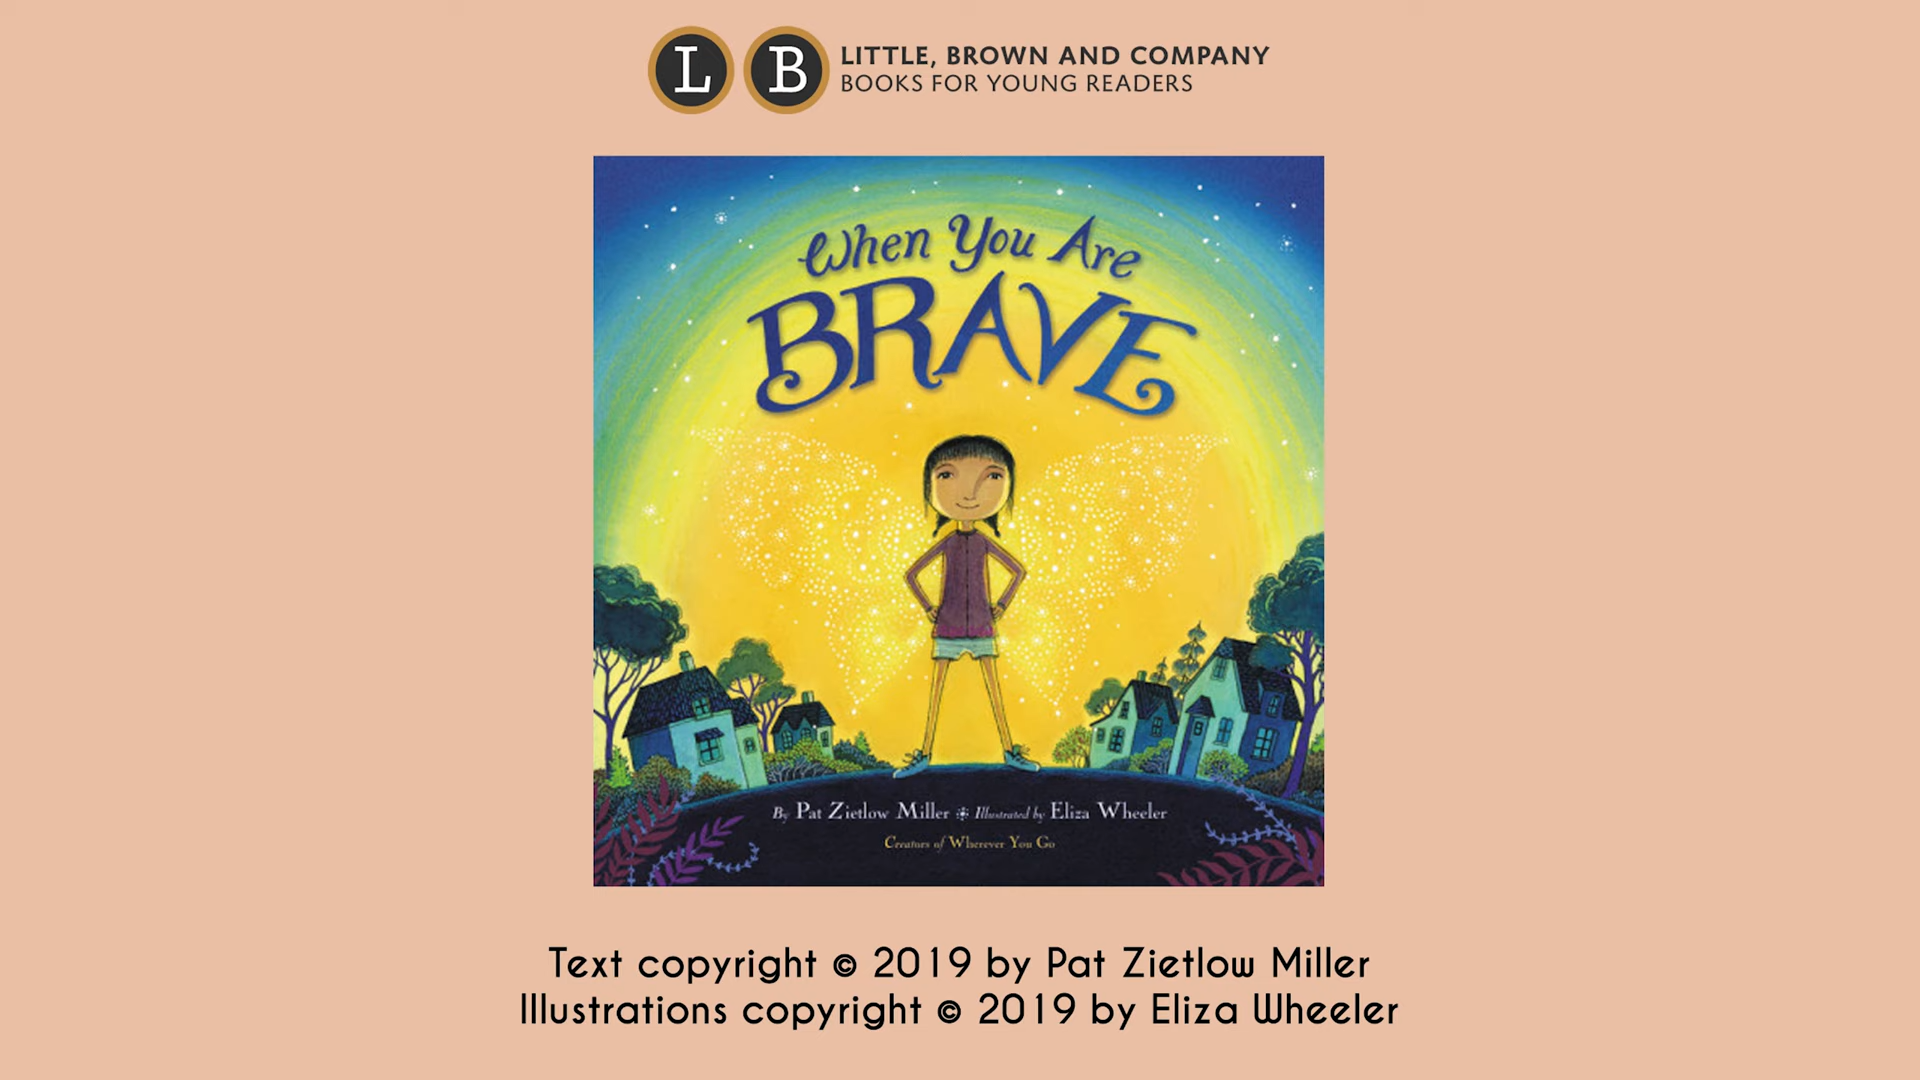 L B LITTLE, BROWN AND COMPANY
BOOKS FOR YOUNG READERS
When You Are
BRAVE
By Pat Zietlow Miller Illustrated by Eliza Wheeler
Creators of Wherever You Go
Text copyright © 2019 by Pat Zietlow Miller
Illustrations copyright © 2019 by Eliza Wheeler